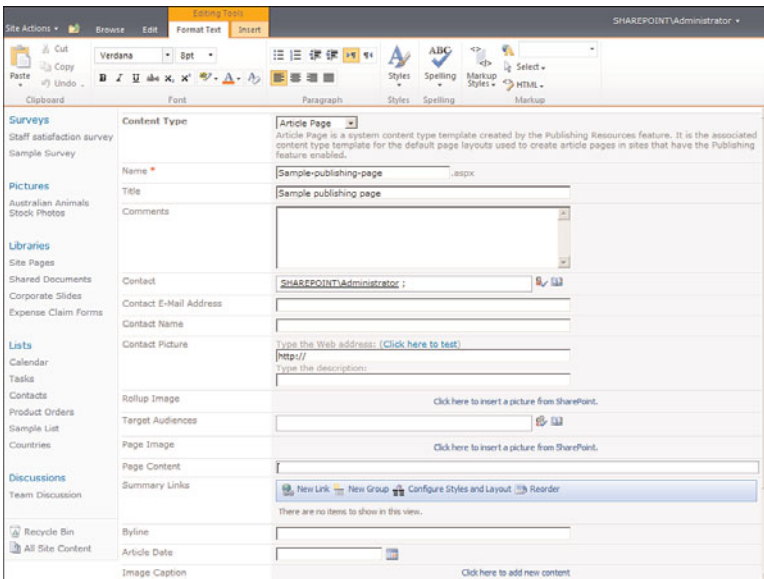 Editing Tools
Site Actions Browse Edit Format Text Insert SHAREPOINT\Administrator
Cut
Copy
Paste Undo
Verdana 8pt
B I U abc x, x'
Styles Spelling Markup Styles Select HTML
Clipboard Font Paragraph Styles Spelling Markup
Surveys
Staff satisfaction survey
Sample Survey
Pictures
Australian Animals
Stock Photos
Libraries
Site Pages
Shared Documents
Corporate Slides
Expense Claim Forms
Lists
Calendar
Tasks
Contacts
Product Orders
Sample List
Countries
Discussions
Team Discussion
Recycle Bin
All Site Content
Content Type Article Page
Article Page is a system content type template created by the Publishing Resources feature. It is the associated
content type template for the default page layouts used to create article pages in sites that have the Publishing
feature enabled.
Name * Sample-publishing-page .aspx
Title Sample publishing page
Comments
Contact SHAREPOINT\Administrator ;
Contact E-Mail Address
Contact Name
Contact Picture Type the Web address: (Click here to test)
http://
Type the description:
Rollup Image Click here to insert a picture from SharePoint.
Target Audiences
Page Image Click here to insert a picture from SharePoint.
Page Content
Summary Links New Link New Group Configure Styles and Layout Reorder
There are no items to show in this view.
Byline
Article Date
Image Caption Click here to add new content